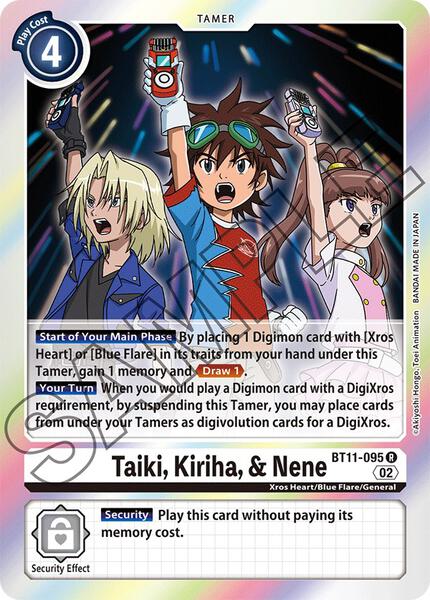 TAMER
Play Cost
4
Start of Your Main Phase By placing 1 Digimon card with [Xros
Heart] or [Blue Flare] in its traits from your hand under this
Tamer, gain 1 memory and Draw 1.
Your Turn When you would play a Digimon card with a DigiXros
requirement, by suspending this Tamer, you may place cards
from under your Tamers as digivolution cards for a DigiXros.
©Akiyoshi Hongo, Toei Animation BANDAI MADE IN JAPAN
SAMPLE
Taiki, Kiriha, & Nene
BT11-095 R
02
Xros Heart/Blue Flare/General
Security Play this card without paying its
memory cost.
Security Effect